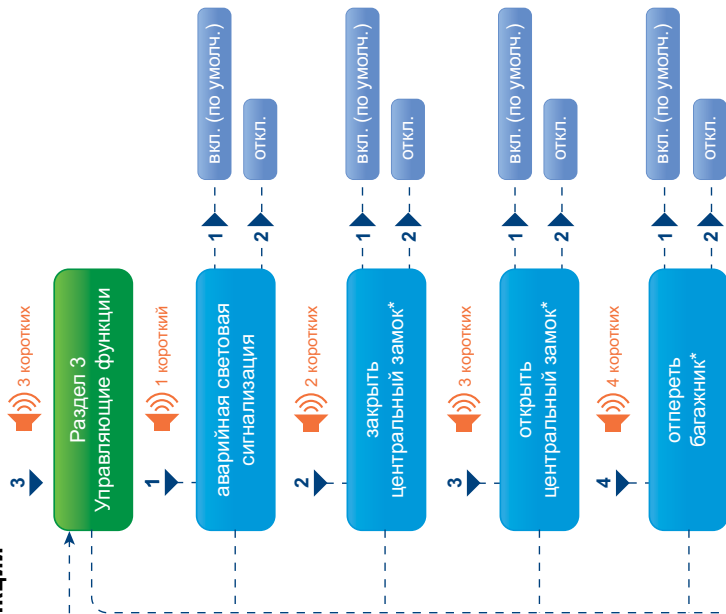 кции
3
3 коротких
Раздел 3
Управляющие функции
1
1 короткий
аварийная световая
сигнализация
1
вкл. (по умолч.)
2
откл.
2
2 коротких
закрыть
центральный замок*
1
вкл. (по умолч.)
2
откл.
3
3 коротких
открыть
центральный замок*
1
вкл. (по умолч.)
2
откл.
4
4 коротких
отпереть
багажник*
1
вкл. (по умолч.)
2
откл.